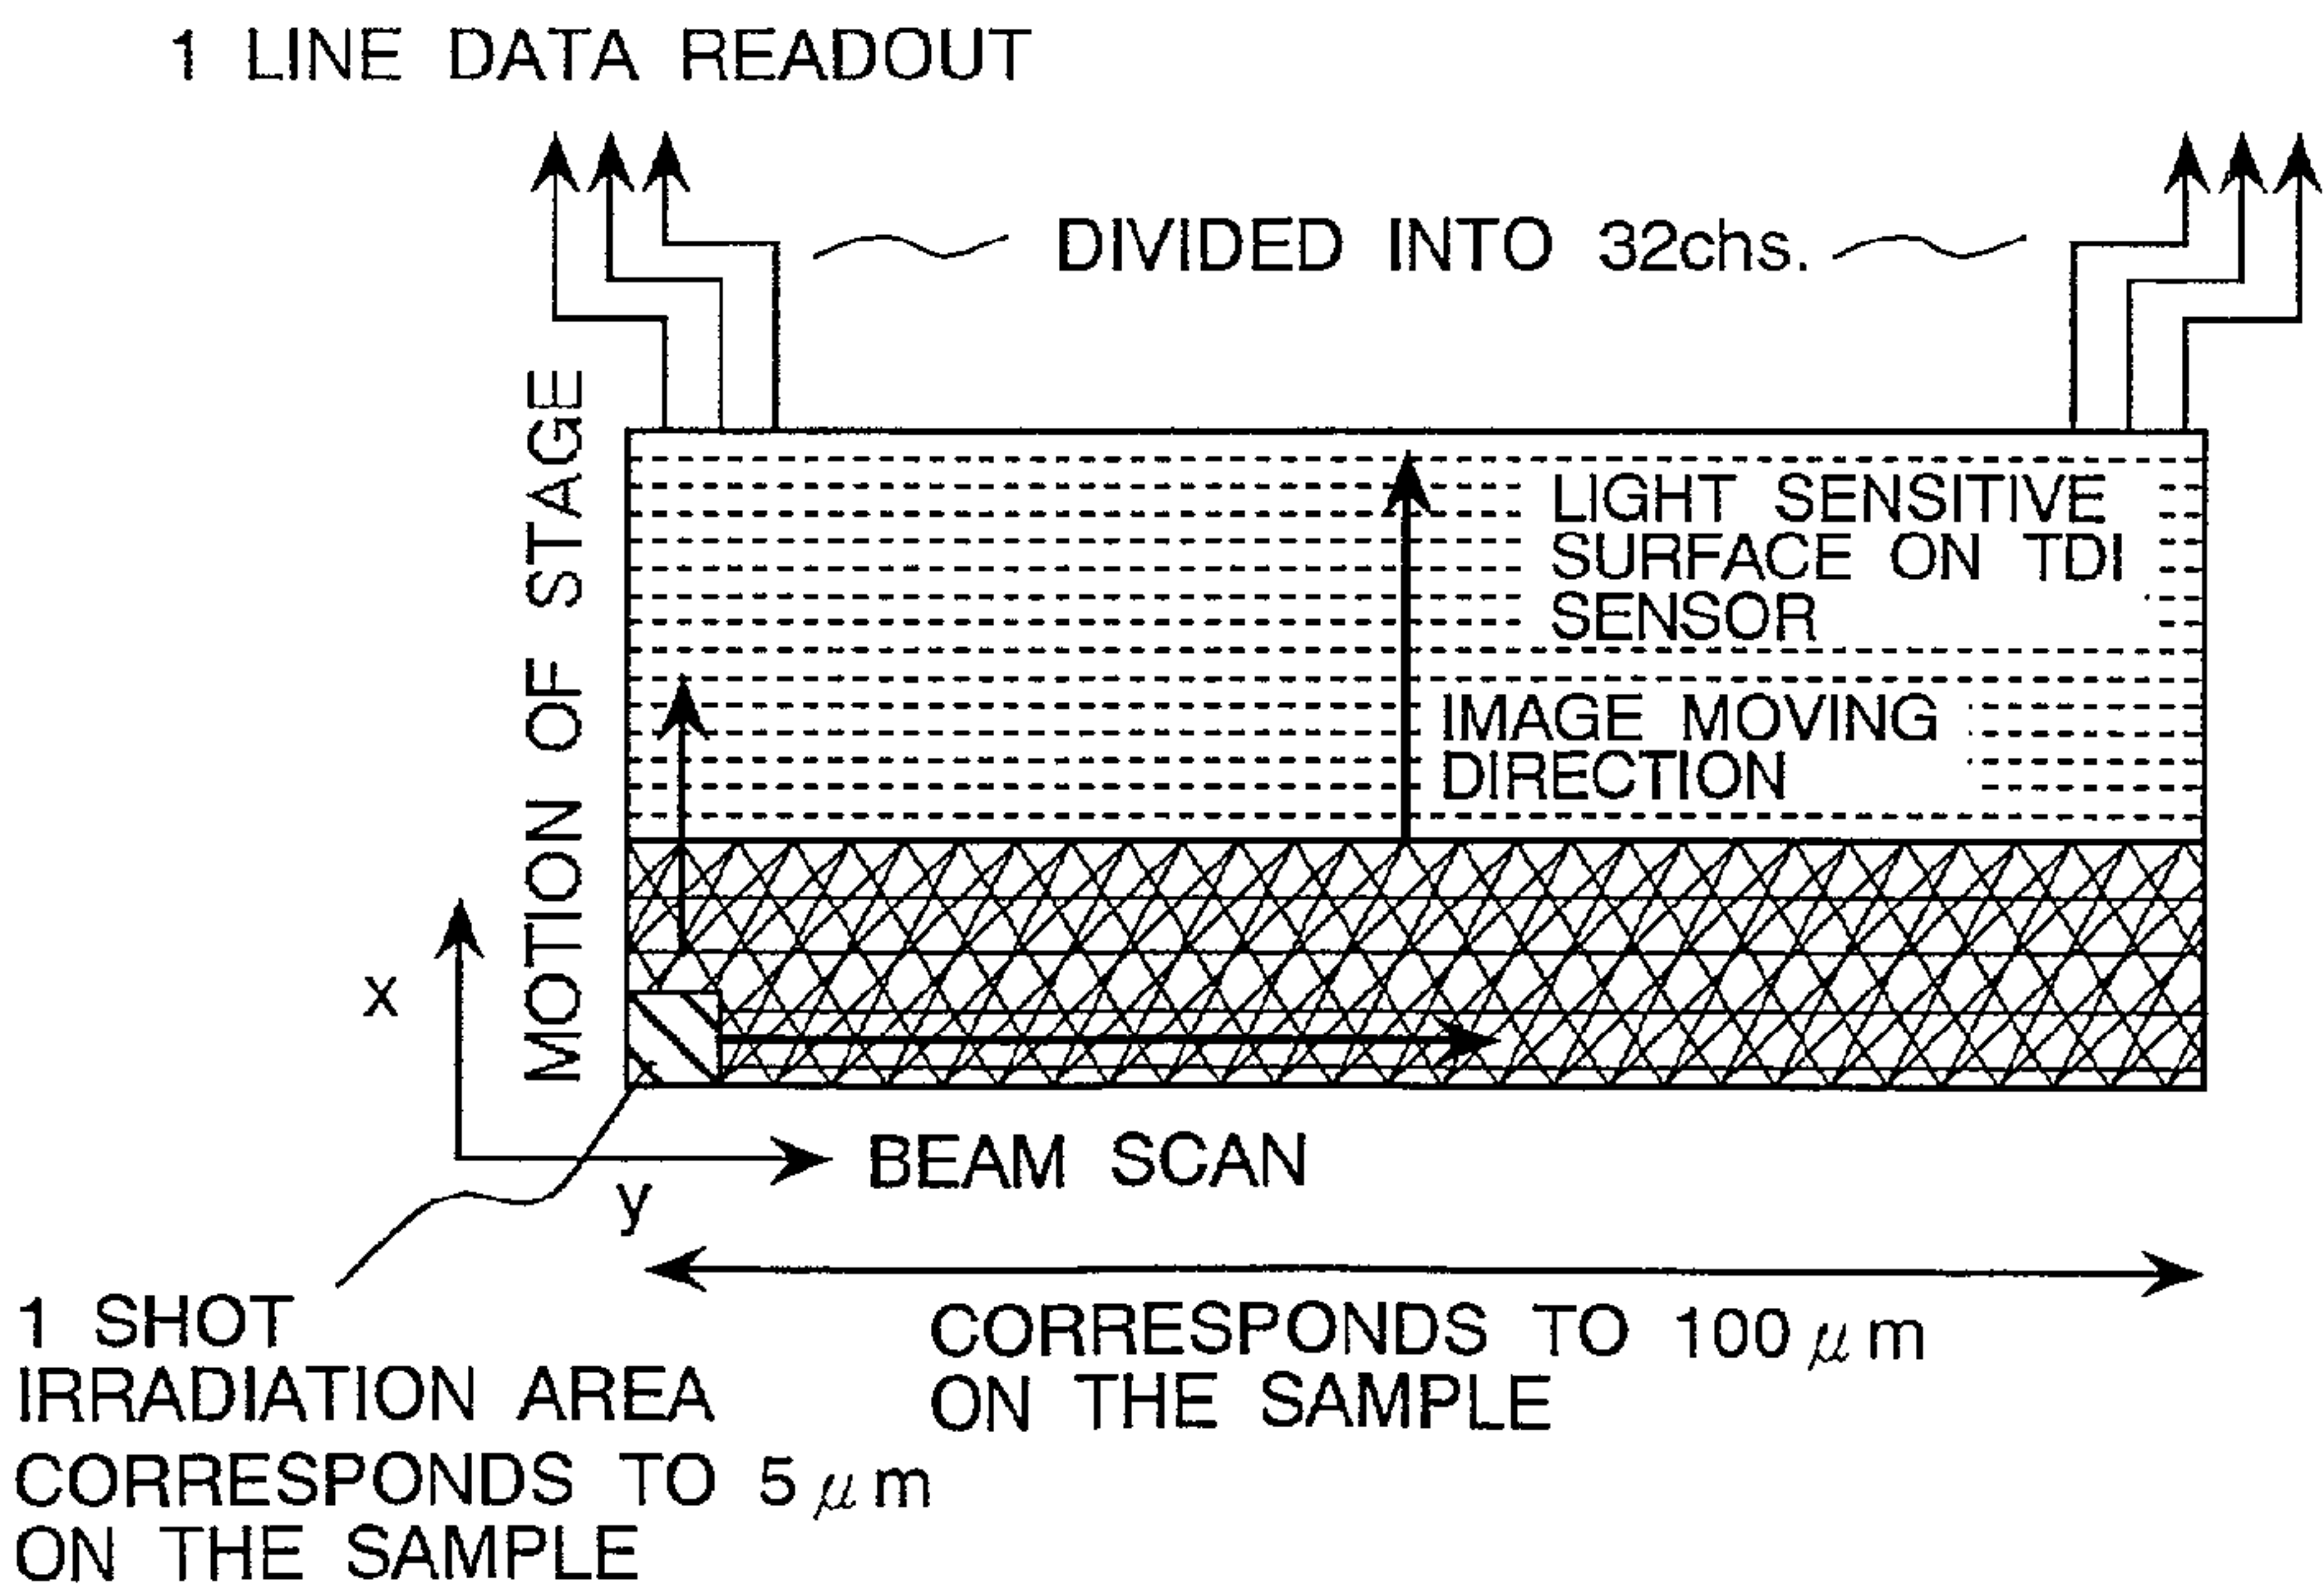 1 LINE DATA READOUT
DIVIDED INTO 32chs.
MOTION OF STAGE
LIGHT SENSITIVE
SURFACE ON TDI
SENSOR
IMAGE MOVING
DIRECTION
x
BEAM SCAN
y
1 SHOT
IRRADIATION AREA
CORRESPONDS TO 5μm
ON THE SAMPLE
CORRESPONDS TO 100μm
ON THE SAMPLE